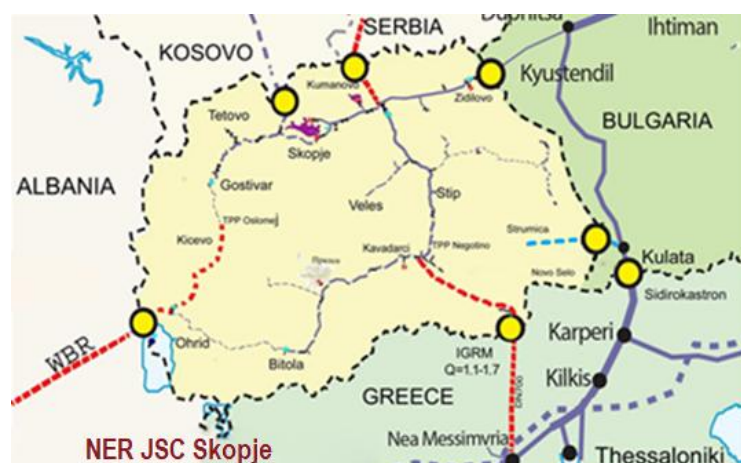 SERBIA
Dupnitsa
Ihtiman
KOSOVO
Kumanovo
Kyustendil
Zidilovo
Tetovo
BULGARIA
Skopje
ALBANIA
Gostivar
Veles
Stip
TPP Oslomej
Strumica
Kicevo
Kavadarci
TPP Negotino
Kulata
Novo Selo
Sidirokastron
WBR
Ohrid
IGRM
Q=1.1-1.7
Karperi
Bitola
Kilkis
GREECE
DN700
Nea Messimvria
NER JSC Skopje
Thessaloniki